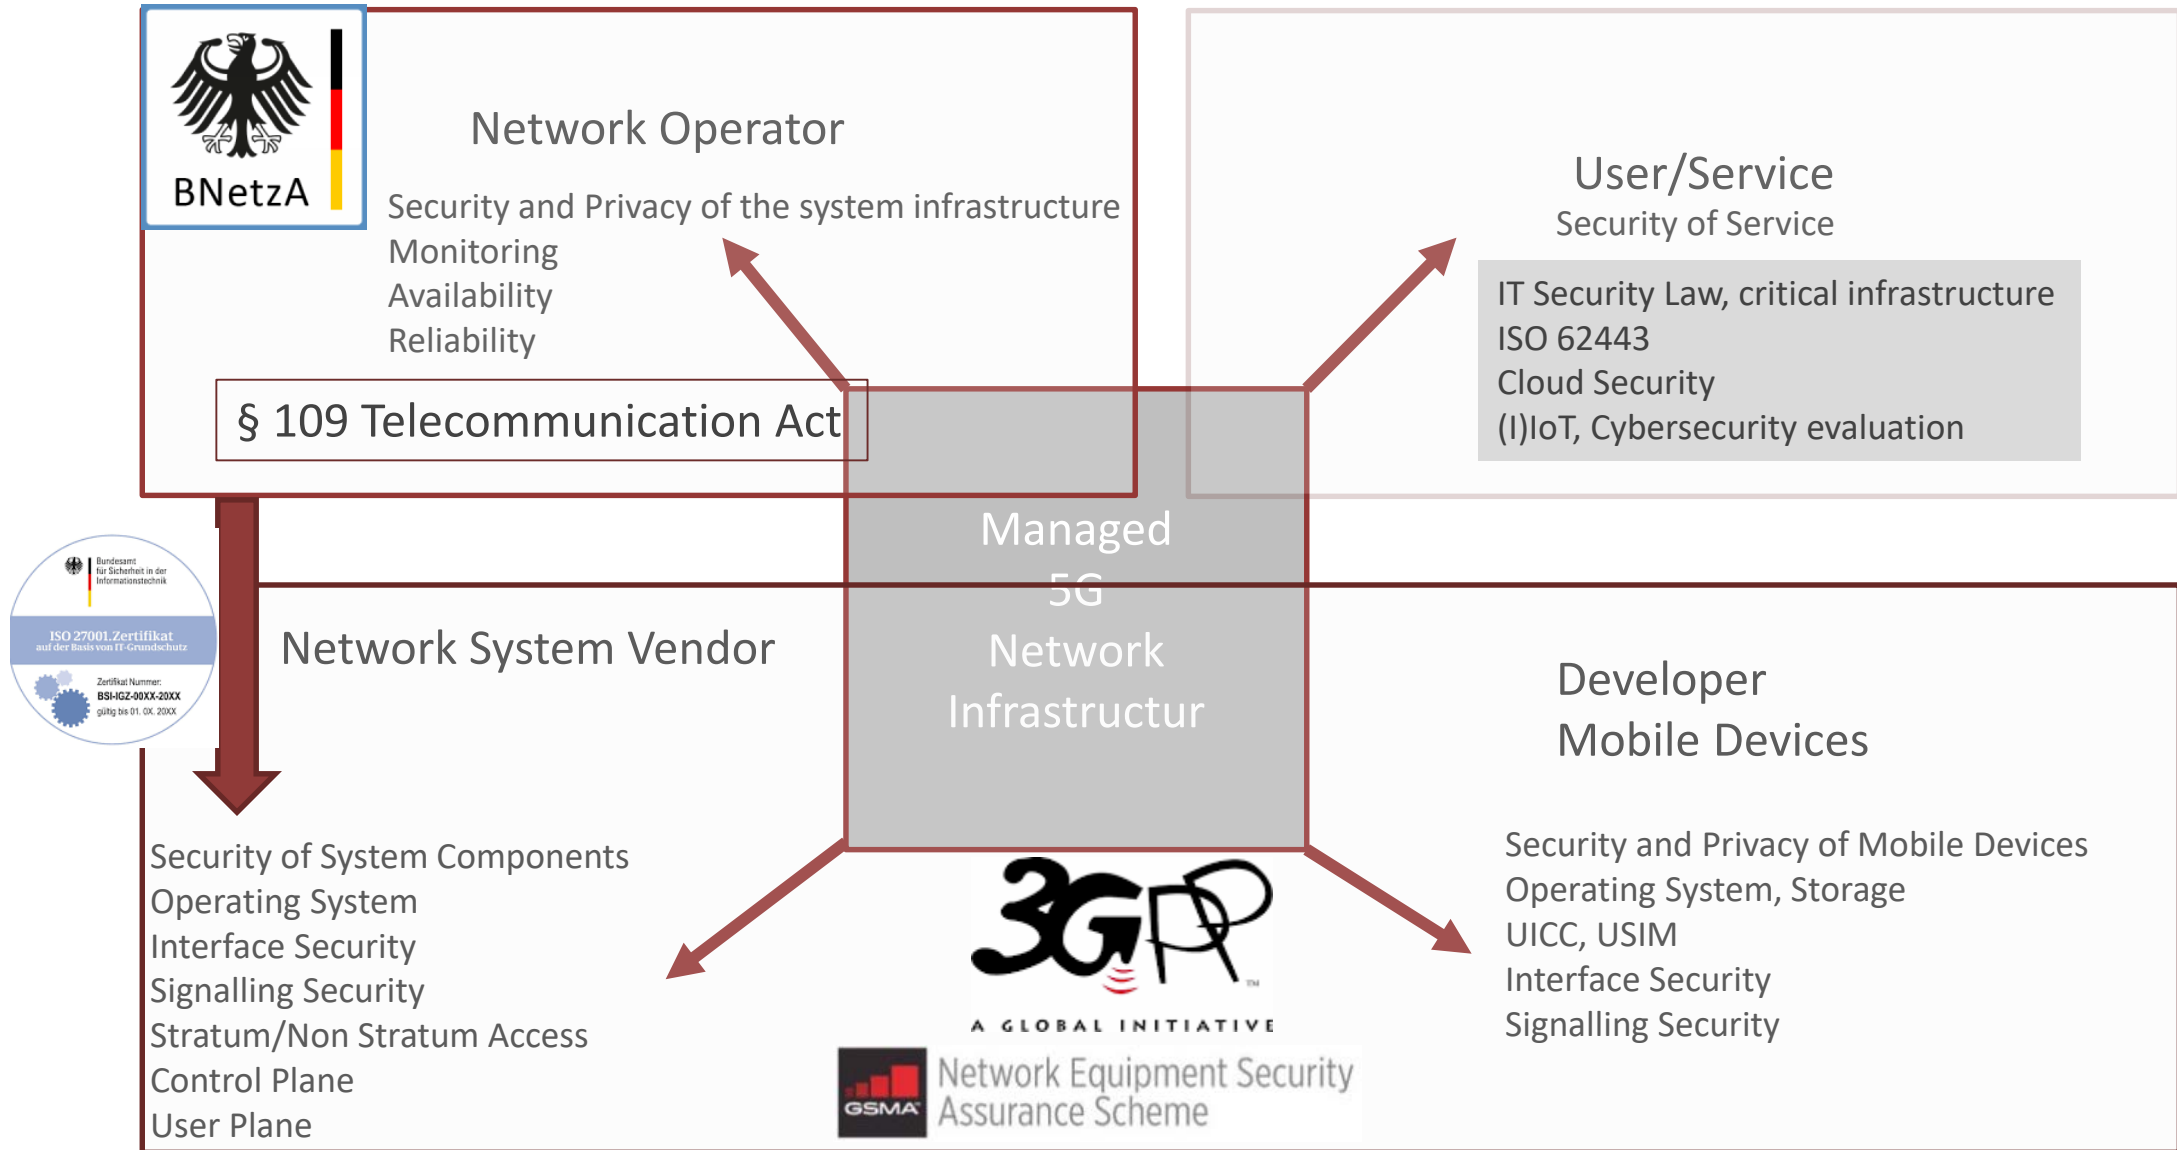 BNetzA
Network Operator
Security and Privacy of the system infrastructure
Monitoring
Availability
Reliability
§ 109 Telecommunication Act
User/Service
Security of Service
IT Security Law, critical infrastructure
ISO 62443
Cloud Security
(I)IoT, Cybersecurity evaluation
Managed
5G
Network
Infrastructur
Bundesamt
für Sicherheit in der
Informationstechnik
ISO 27001.Zertifikat
auf der Basis von IT-Grundschutz
Zertifikat Nummer:
BSI-IGZ-00XX-20XX
gültig bis 01. 0X. 20XX
Network System Vendor
Security of System Components
Operating System
Interface Security
Signalling Security
Stratum/Non Stratum Access
Control Plane
User Plane
Developer
Mobile Devices
Security and Privacy of Mobile Devices
Operating System, Storage
UICC, USIM
Interface Security
Signalling Security
3GPP
TM
A GLOBAL INITIATIVE
GSMA
Network Equipment Security
Assurance Scheme